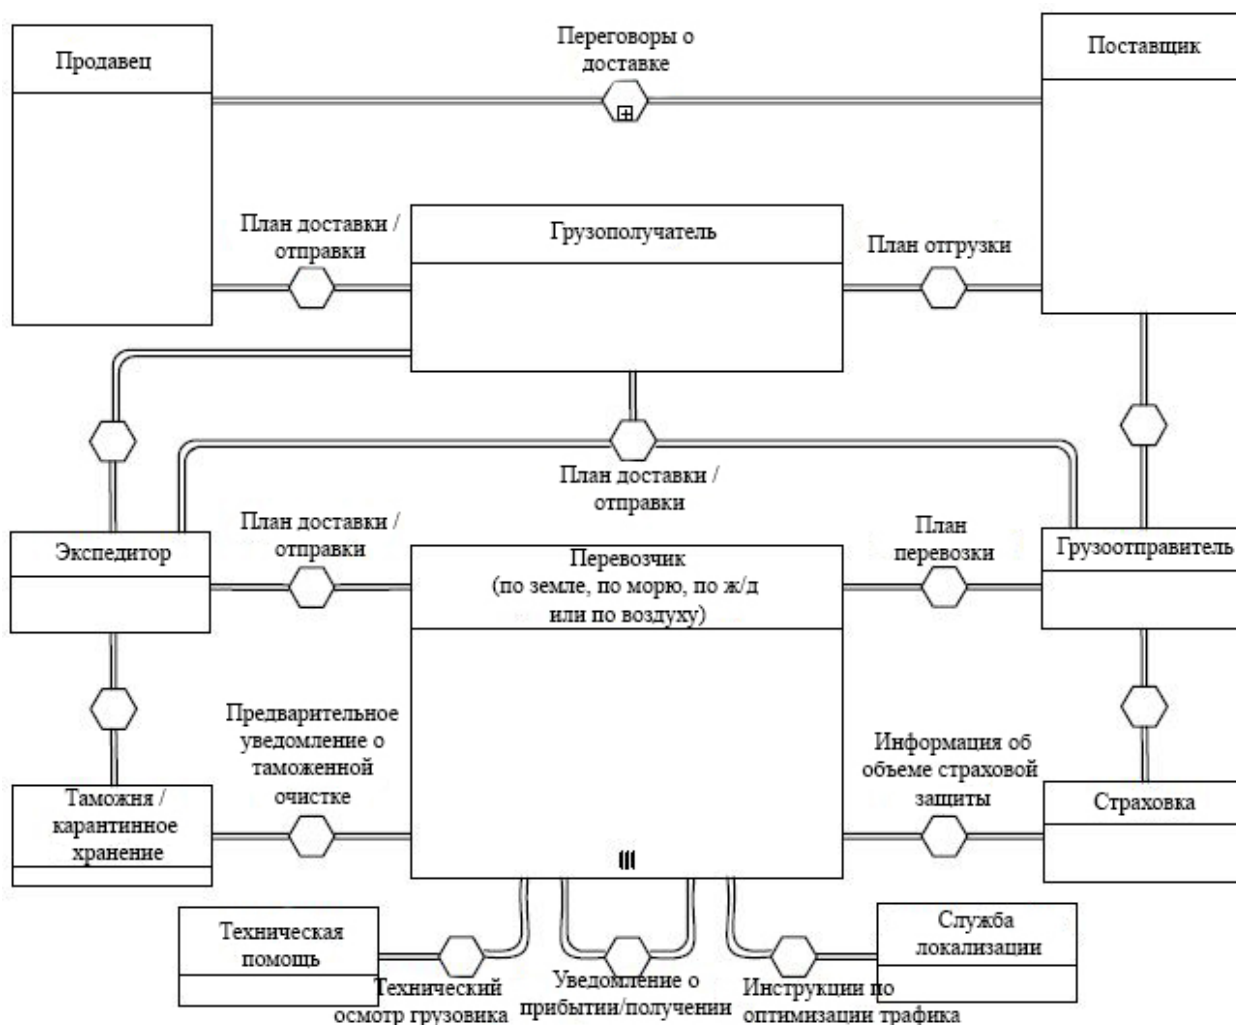 Продавец
Переговоры о
доставке
Поставщик
План доставки /
отправки
Грузополучатель
План отгрузки
План доставки /
отправки
Экспедитор
План доставки /
отправки
Перевозчик
(по земле, по морю, по ж/д
или по воздуху)
План
перевозки
Грузоотправитель
Предварительное
уведомление о
таможенной
очистке
Информация об
объеме страховой
защиты
Таможня /
карантинное
хранение
Страховка
Техническая
помощь
Технический
осмотр грузовика
Уведомление о
прибытии/получении
Инструкции по
оптимизации трафика
Служба
локализации